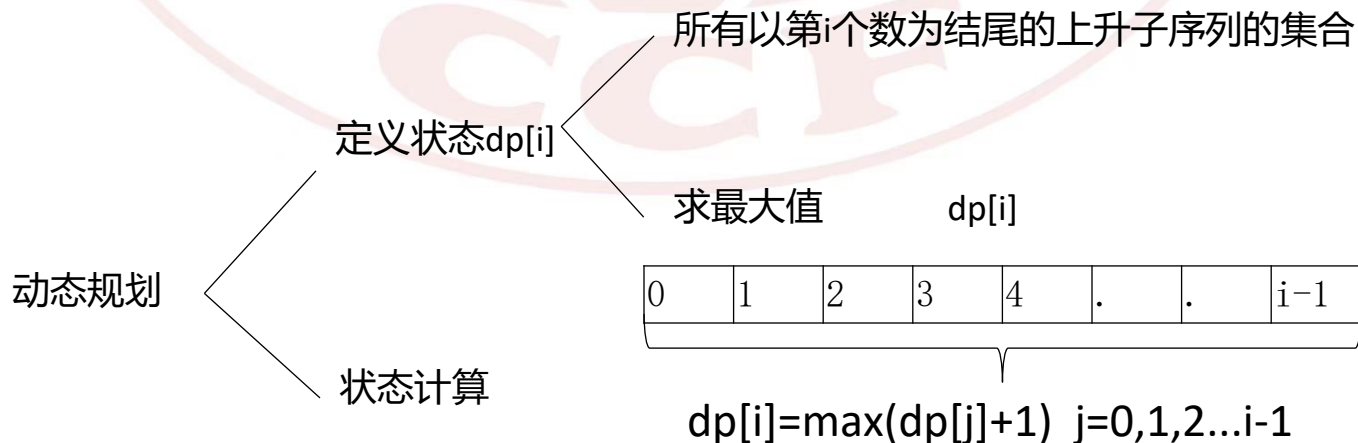 所有以第i个数为结尾的上升子序列的集合
CCF
定义状态dp[i]
求最大值 dp[i]
动态规划
0 1 2 3 4 . . i-1
状态计算
dp[i]=max(dp[j]+1) j=0,1,2...i-1